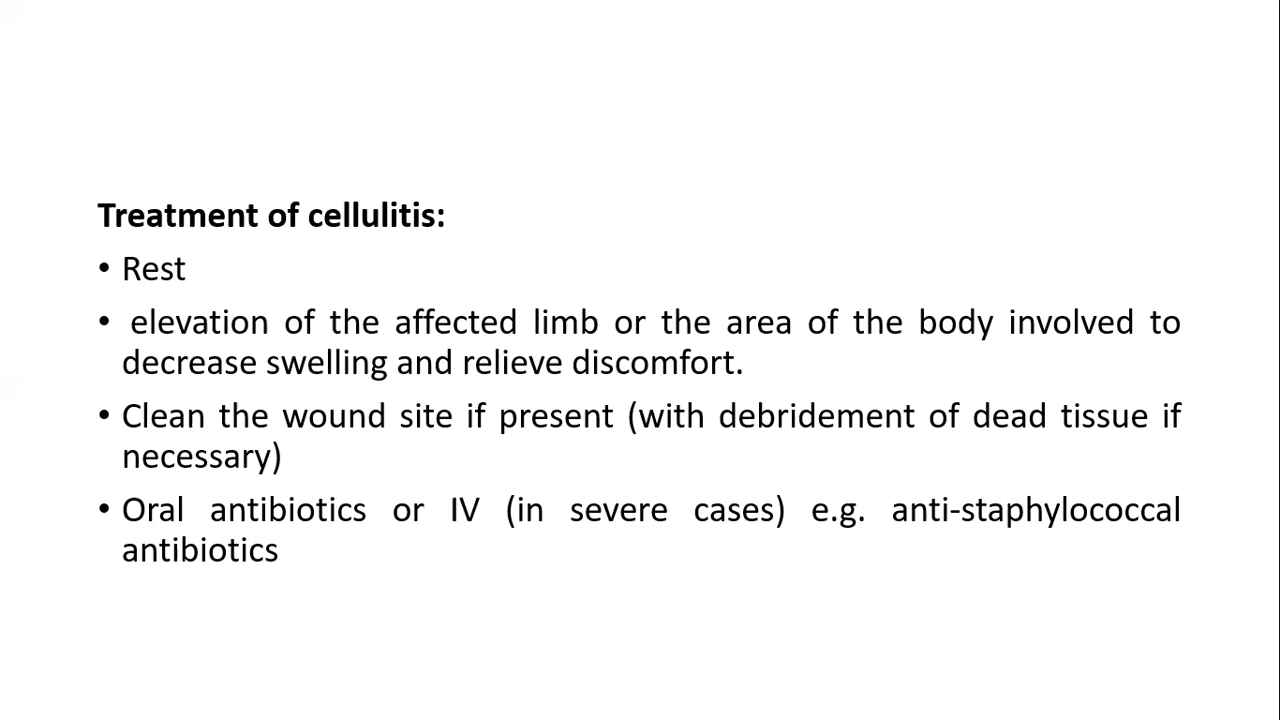 Treatment of cellulitis:
• Rest
• elevation of the affected limb or the area of the body involved to
decrease swelling and relieve discomfort.
• Clean the wound site if present (with debridement of dead tissue if
necessary)
• Oral antibiotics or IV (in severe cases) e.g. anti-staphylococcal
antibiotics